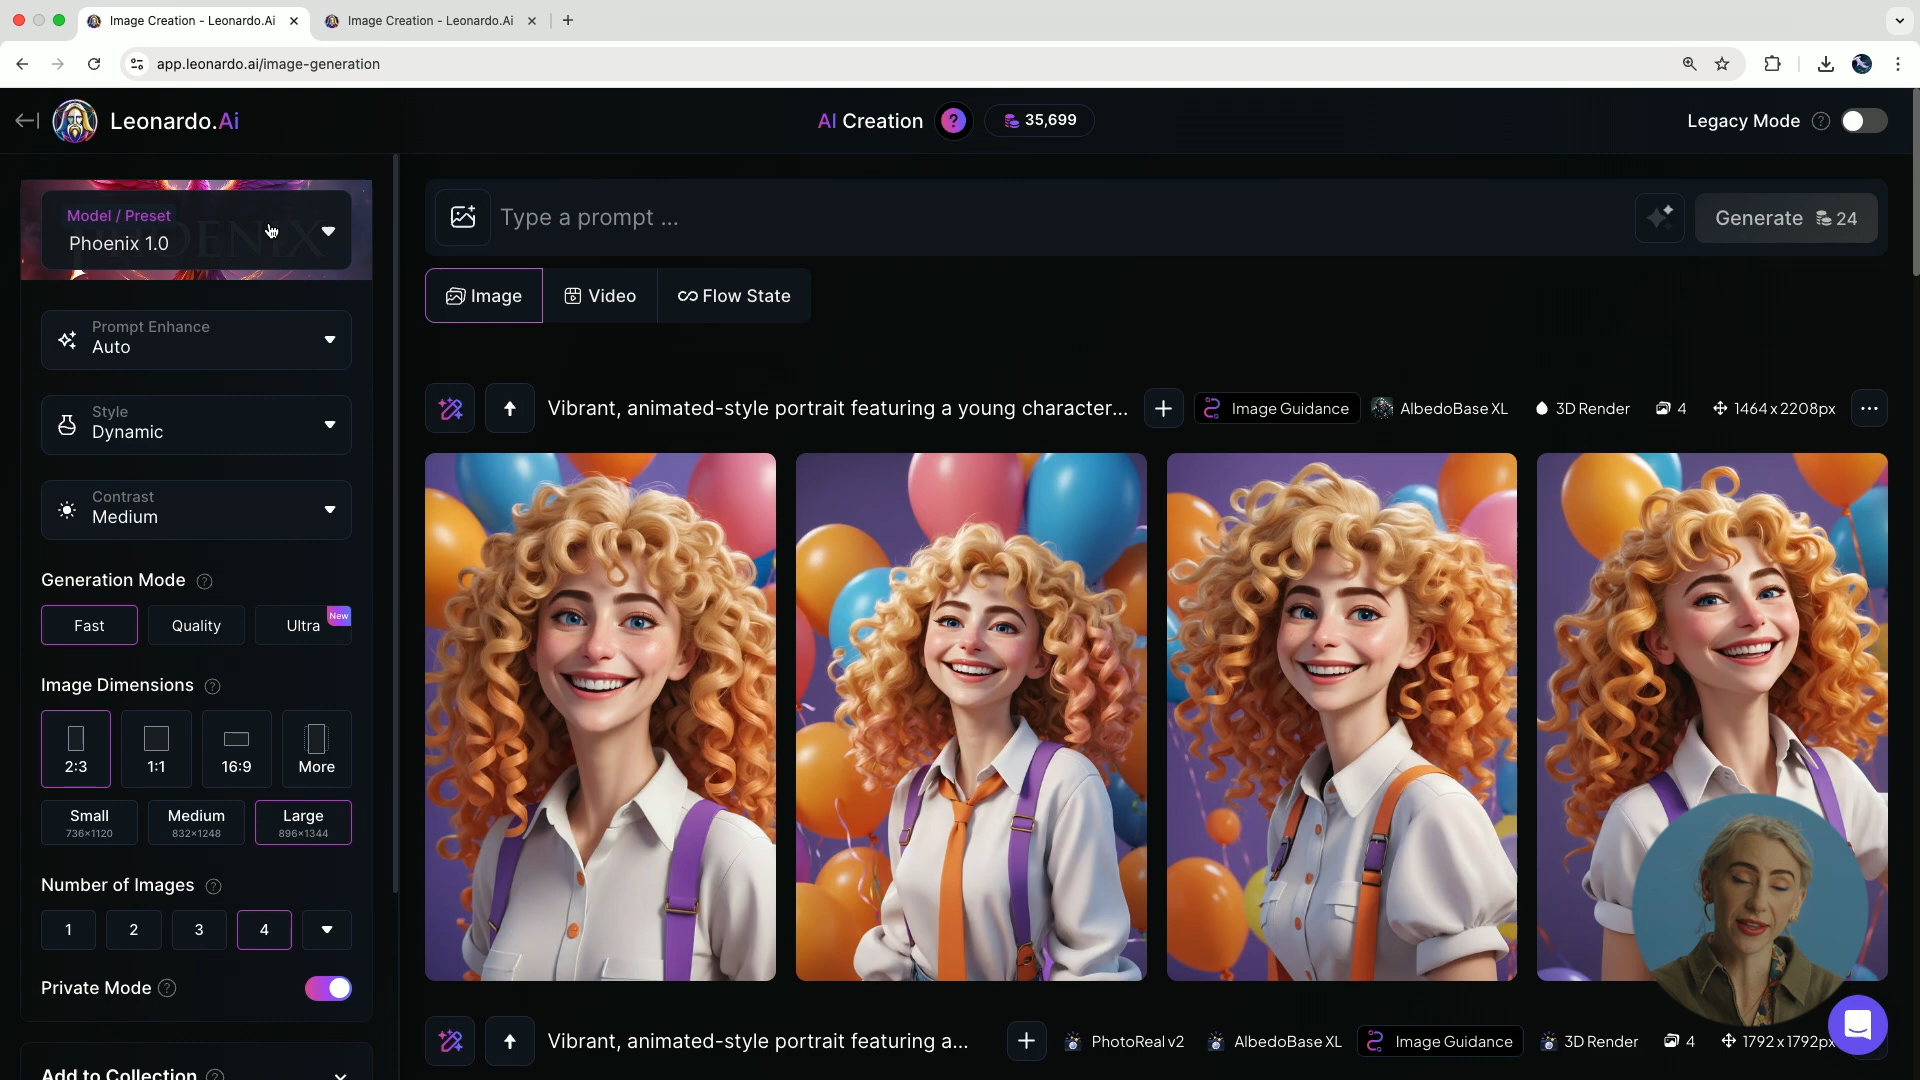 Image Creation - Leonardo.Ai
Image Creation - Leonardo.Ai
app.leonardo.ai/image-generation
Leonardo.Ai
AI Creation
?
35,699
Legacy Mode ?
Model / Preset
Phoenix 1.0
Type a prompt ...
Generate 24
Image
Video
Flow State
Prompt Enhance
Auto
Style
Dynamic
Contrast
Medium
Vibrant, animated-style portrait featuring a young character...
Image Guidance
AlbedoBase XL
3D Render
4
1464 x 2208px
Generation Mode ?
Fast
Quality
Ultra
New
Image Dimensions ?
2:3
1:1
16:9
More
Small
736×1120
Medium
832×1248
Large
896×1344
Number of Images ?
1
2
3
4
Private Mode ?
Add to Collection ?
Vibrant, animated-style portrait featuring a...
PhotoReal v2
AlbedoBase XL
Image Guidance
3D Render
4
1792 x 1792px